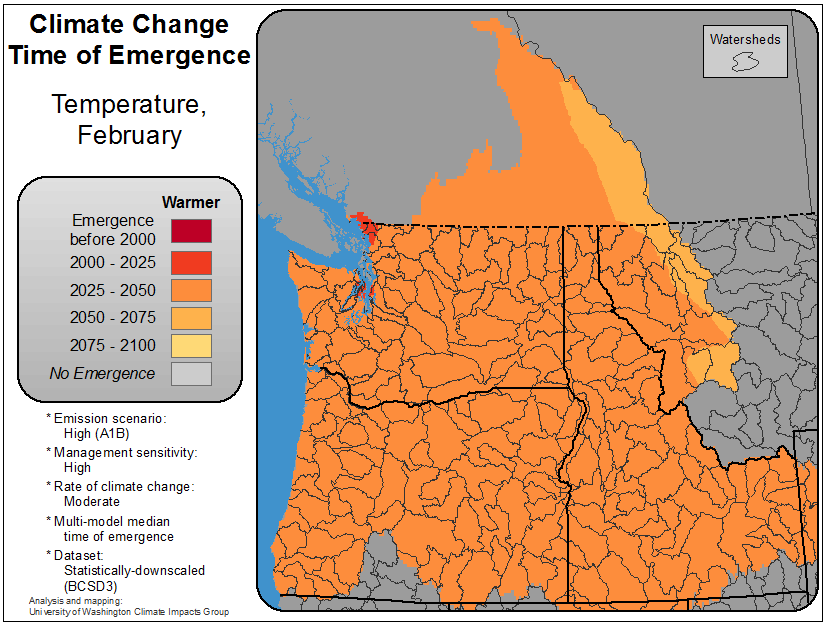 Climate Change
Time of Emergence
Temperature,
February
Warmer
Emergence
before 2000
2000 - 2025
2025 - 2050
2050 - 2075
2075 - 2100
No Emergence
* Emission scenario:
High (A1B)
* Management sensitivity:
High
* Rate of climate change:
Moderate
* Multi-model median
time of emergence
* Dataset:
Statistically-downscaled
(BCSD3)
Analysis and mapping:
University of Washington Climate Impacts Group
Watersheds